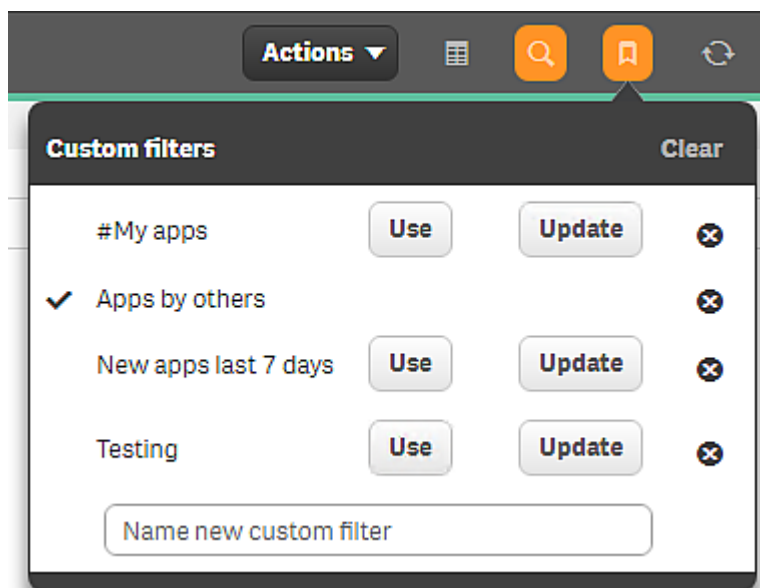 Actions
Custom filters Clear
#My apps Use Update
Apps by others
New apps last 7 days Use Update
Testing Use Update
Name new custom filter